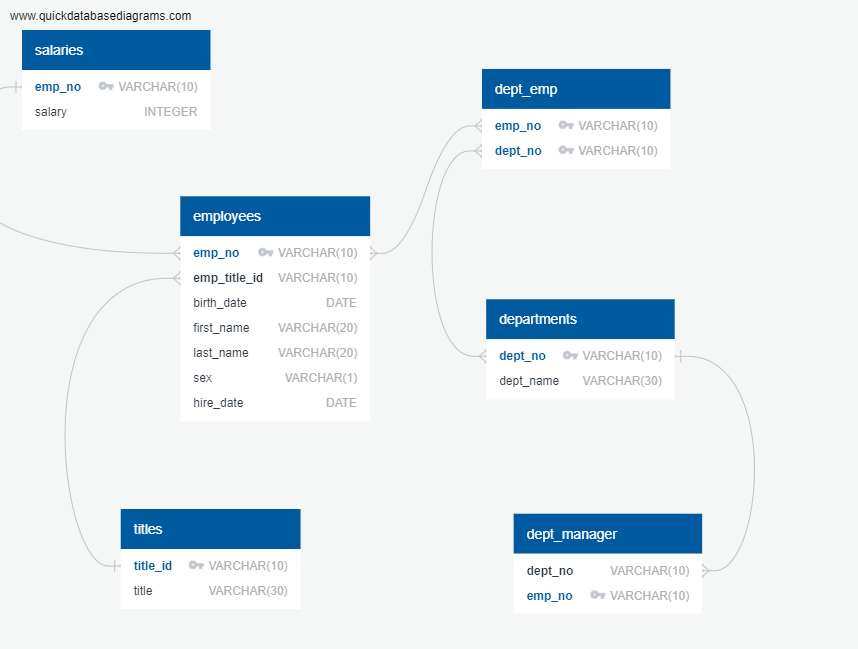 www.quickdatabasediagrams.com
salaries
emp_no VARCHAR(10)
salary INTEGER
dept_emp
emp_no VARCHAR(10)
dept_no VARCHAR(10)
employees
emp_no VARCHAR(10)
emp_title_id VARCHAR(10)
birth_date DATE
first_name VARCHAR(20)
last_name VARCHAR(20)
sex VARCHAR(1)
hire_date DATE
departments
dept_no VARCHAR(10)
dept_name VARCHAR(30)
titles
title_id VARCHAR(10)
title VARCHAR(30)
dept_manager
dept_no VARCHAR(10)
emp_no VARCHAR(10)